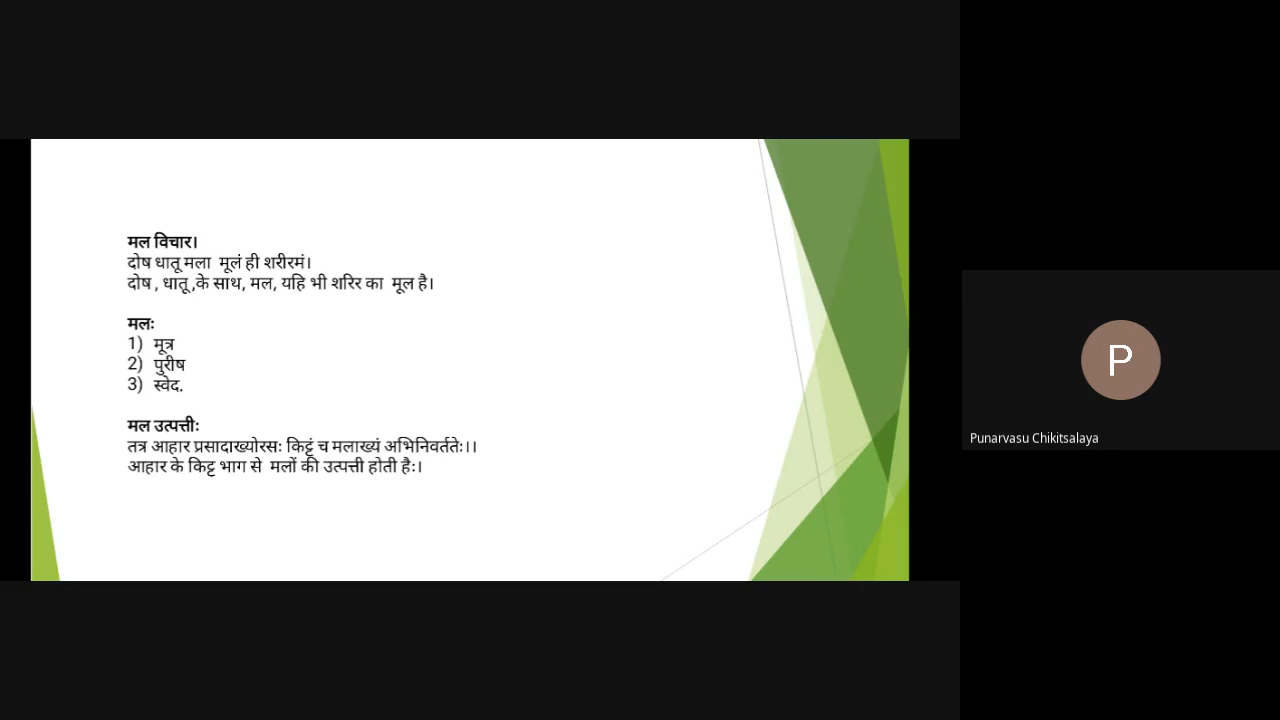 मल विचार।
दोष धातू मला मूलं ही शरीरमं।
दोष , धातू ,के साथ, मल, यहि भी शरिर का मूल है।
मलः
1) मूत्र
2) पुरीष
3) स्वेद.
मल उत्पत्तीः
तत्र आहार प्रसादाख्योरसः किट्टं च मलाख्यं अभिनिवर्ततेः।।
आहार के किट्ट भाग से मलों की उत्पत्ती होती हैः।
P
Punarvasu Chikitsalaya